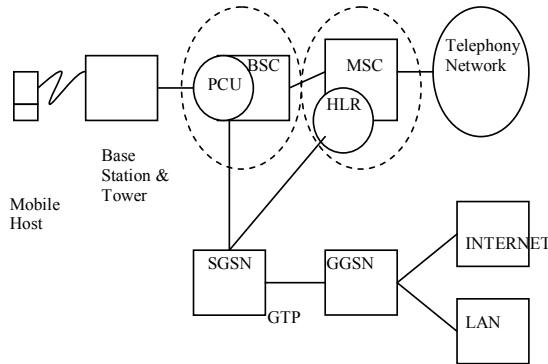 BSC
PCU
MSC
HLR
Telephony
Network
Base
Station &
Tower
Mobile
Host
SGSN
GTP
GGSN
INTERNET
LAN